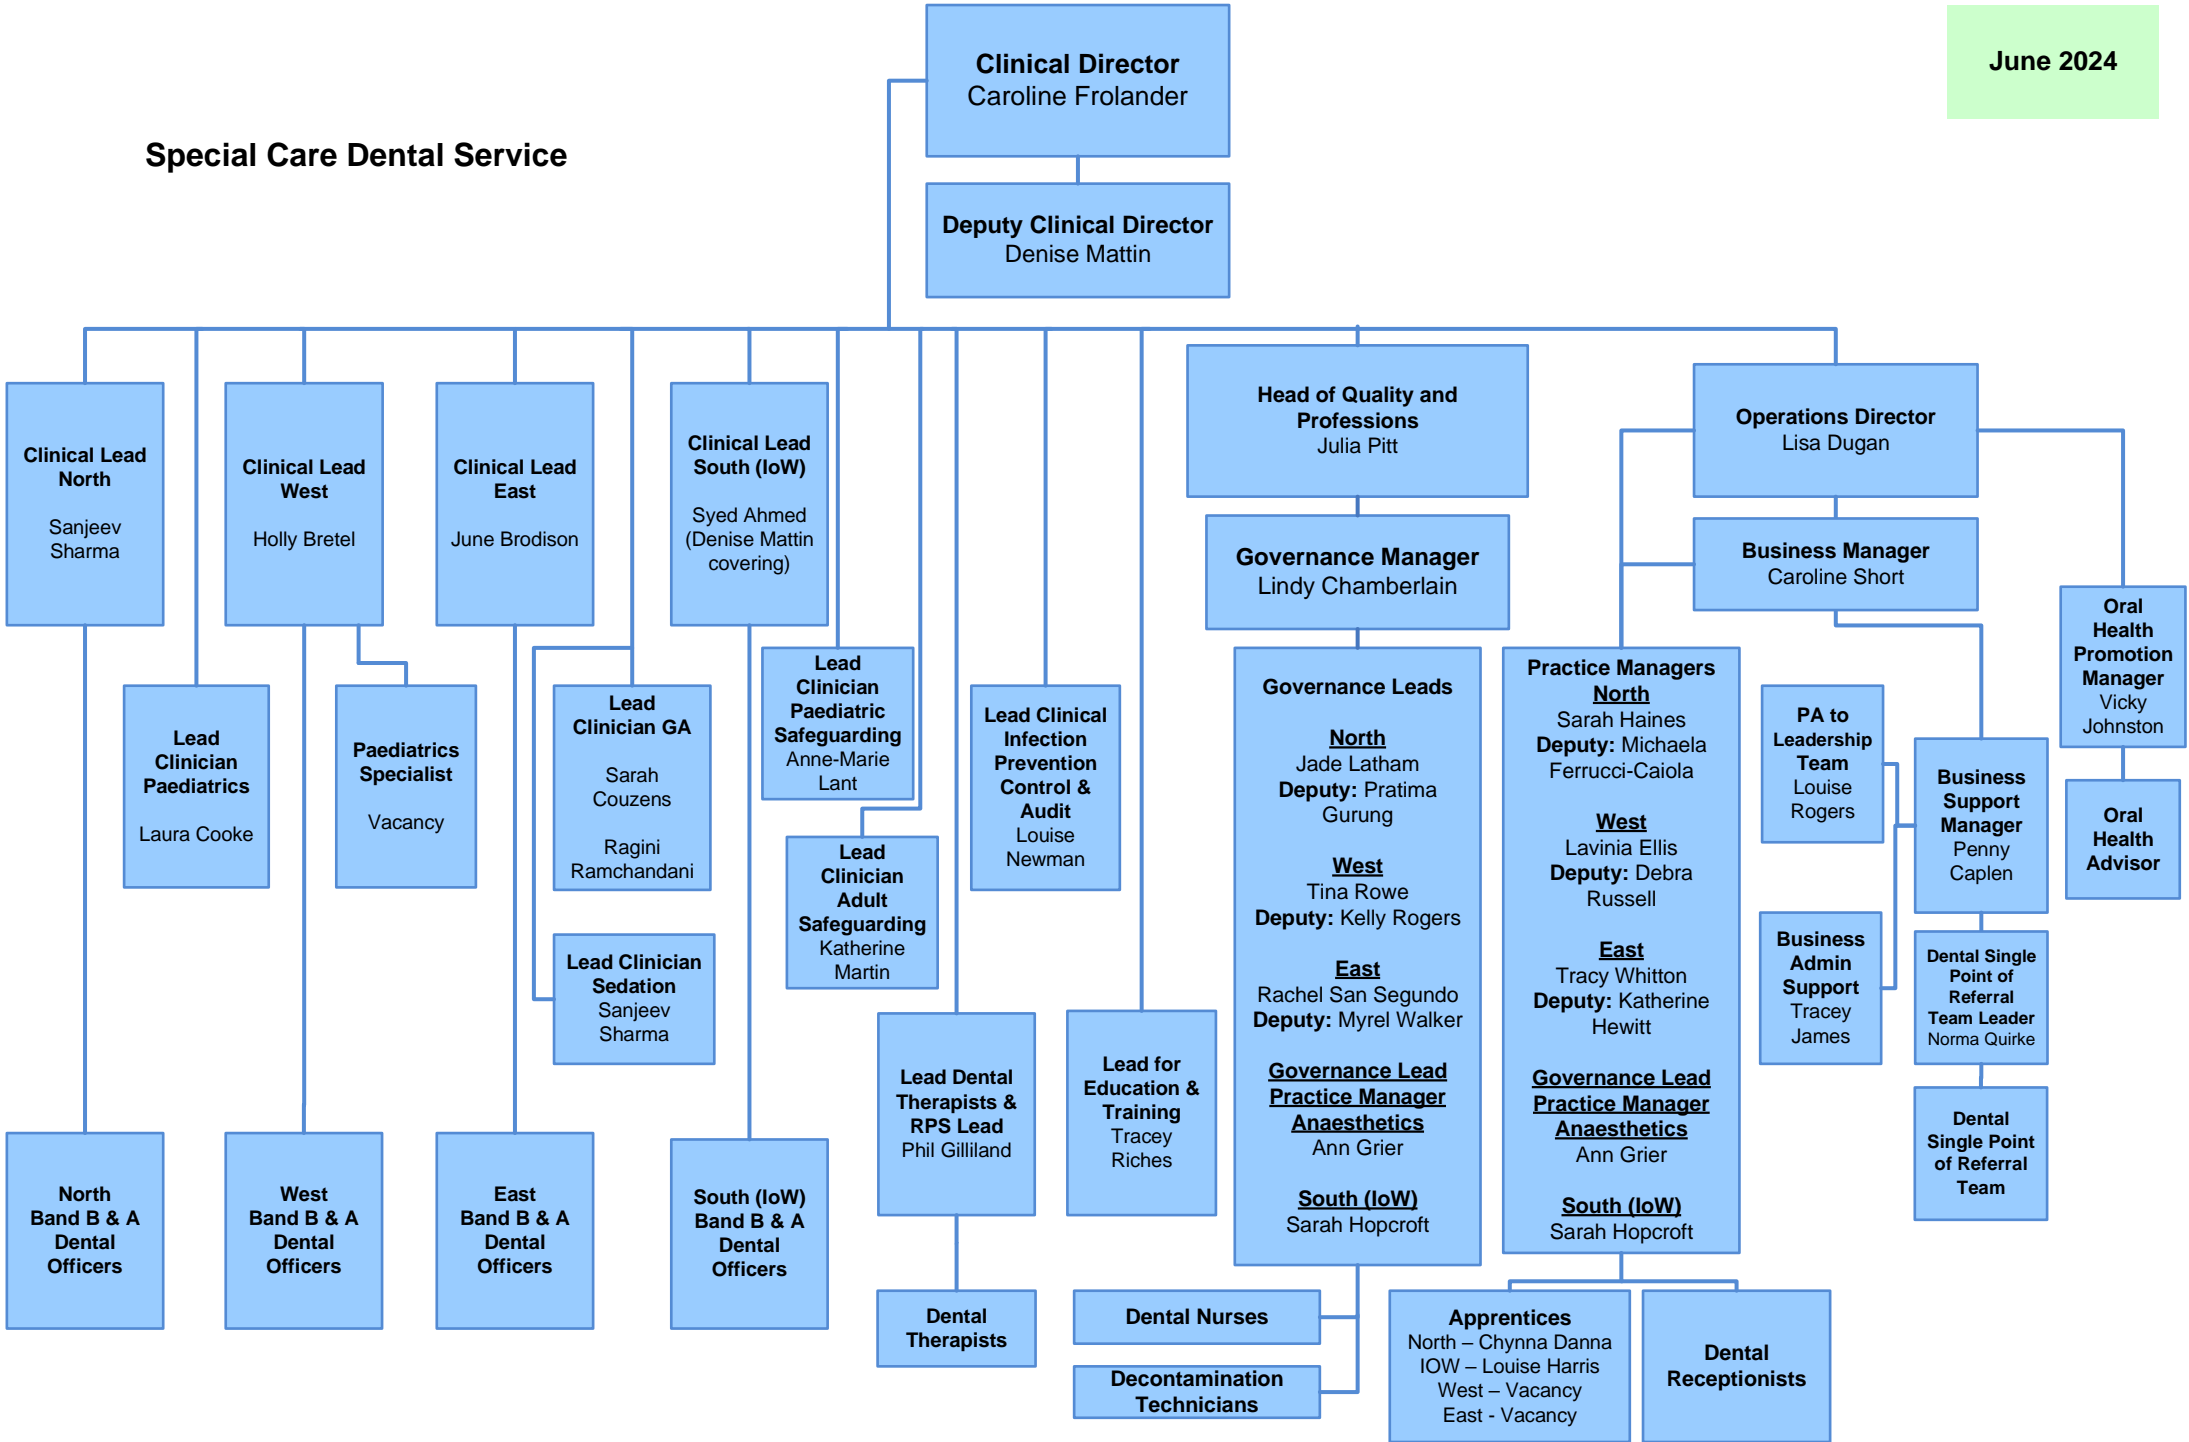 Clinical Director
Caroline Frolander
June 2024
Special Care Dental Service
Deputy Clinical Director
Denise Mattin
Clinical Lead
North
Sanjeev
Sharma
Clinical Lead
West
Holly Bretel
Clinical Lead
East
June Brodison
Clinical Lead
South (IoW)
Syed Ahmed
(Denise Mattin
covering)
Head of Quality and
Professions
Julia Pitt
Operations Director
Lisa Dugan
Governance Manager
Lindy Chamberlain
Business Manager
Caroline Short
Oral
Health
Promotion
Manager
Vicky
Johnston
Lead
Clinician
Paediatrics
Laura Cooke
Paediatrics
Specialist
Vacancy
Lead
Clinician GA
Sarah
Couzens
Ragini
Ramchandani
Lead
Clinician
Paediatric
Safeguarding
Anne-Marie
Lant
Lead Clinical
Infection
Prevention
Control &
Audit
Louise
Newman
Lead
Clinician
Adult
Safeguarding
Katherine
Martin
Lead Clinician
Sedation
Sanjeev
Sharma
Governance Leads
North
Jade Latham
Deputy: Pratima
Gurung
West
Tina Rowe
Deputy: Kelly Rogers
East
Rachel San Segundo
Deputy: Myrel Walker
Governance Lead
Practice Manager
Anaesthetics
Ann Grier
South (IoW)
Sarah Hopcroft
Practice Managers
North
Sarah Haines
Deputy: Michaela
Ferrucci-Caiola
West
Lavinia Ellis
Deputy: Debra
Russell
East
Tracy Whitton
Deputy: Katherine
Hewitt
Governance Lead
Practice Manager
Anaesthetics
Ann Grier
South (IoW)
Sarah Hopcroft
PA to
Leadership
Team
Louise
Rogers
Business
Support
Manager
Penny
Caplen
Oral
Health
Advisor
Business
Admin
Support
Tracey
James
Dental Single
Point of
Referral
Team Leader
Norma Quirke
Dental
Single Point
of Referral
Team
Lead Dental
Therapists &
RPS Lead
Phil Gilliland
Lead for
Education &
Training
Tracey
Riches
North
Band B & A
Dental
Officers
West
Band B & A
Dental
Officers
East
Band B & A
Dental
Officers
South (IoW)
Band B & A
Dental
Officers
Dental
Therapists
Dental Nurses
Decontamination
Technicians
Apprentices
North – Chynna Danna
IOW – Louise Harris
West – Vacancy
East - Vacancy
Dental
Receptionists